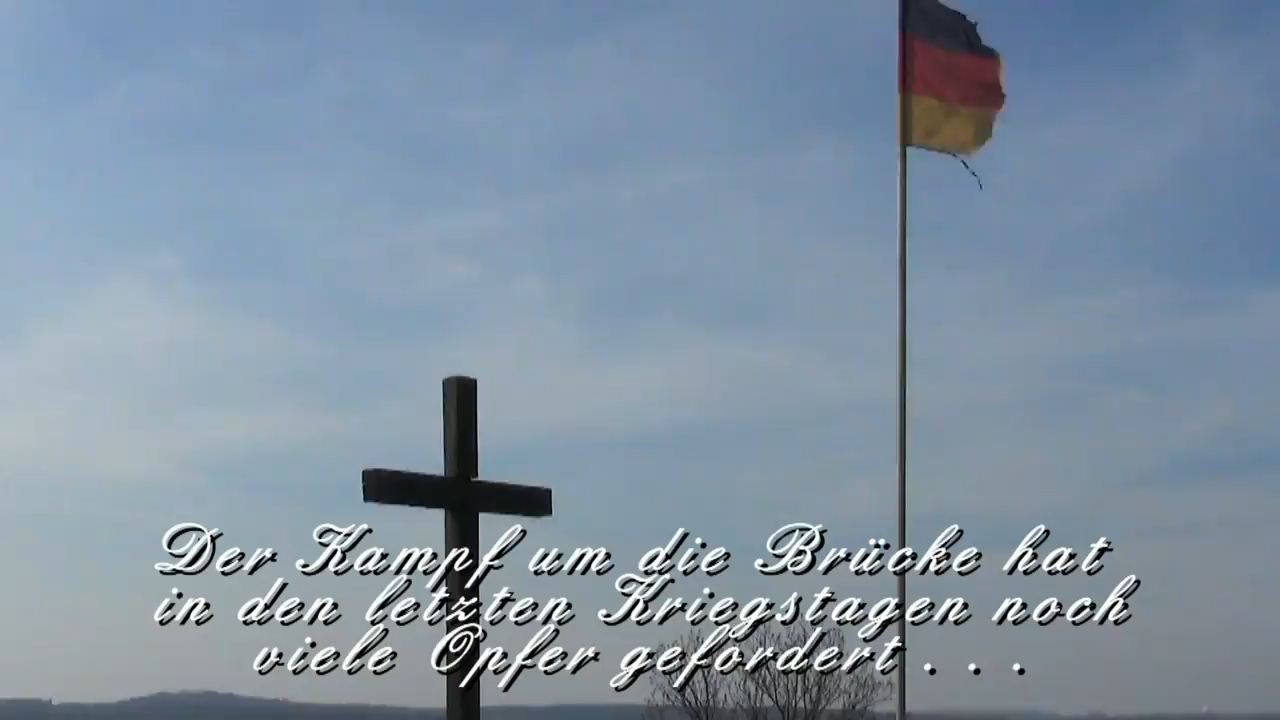 Der Kampf um die Brücke hat
in den letzten Kriegstagen noch
viele Opfer gefordert . . .